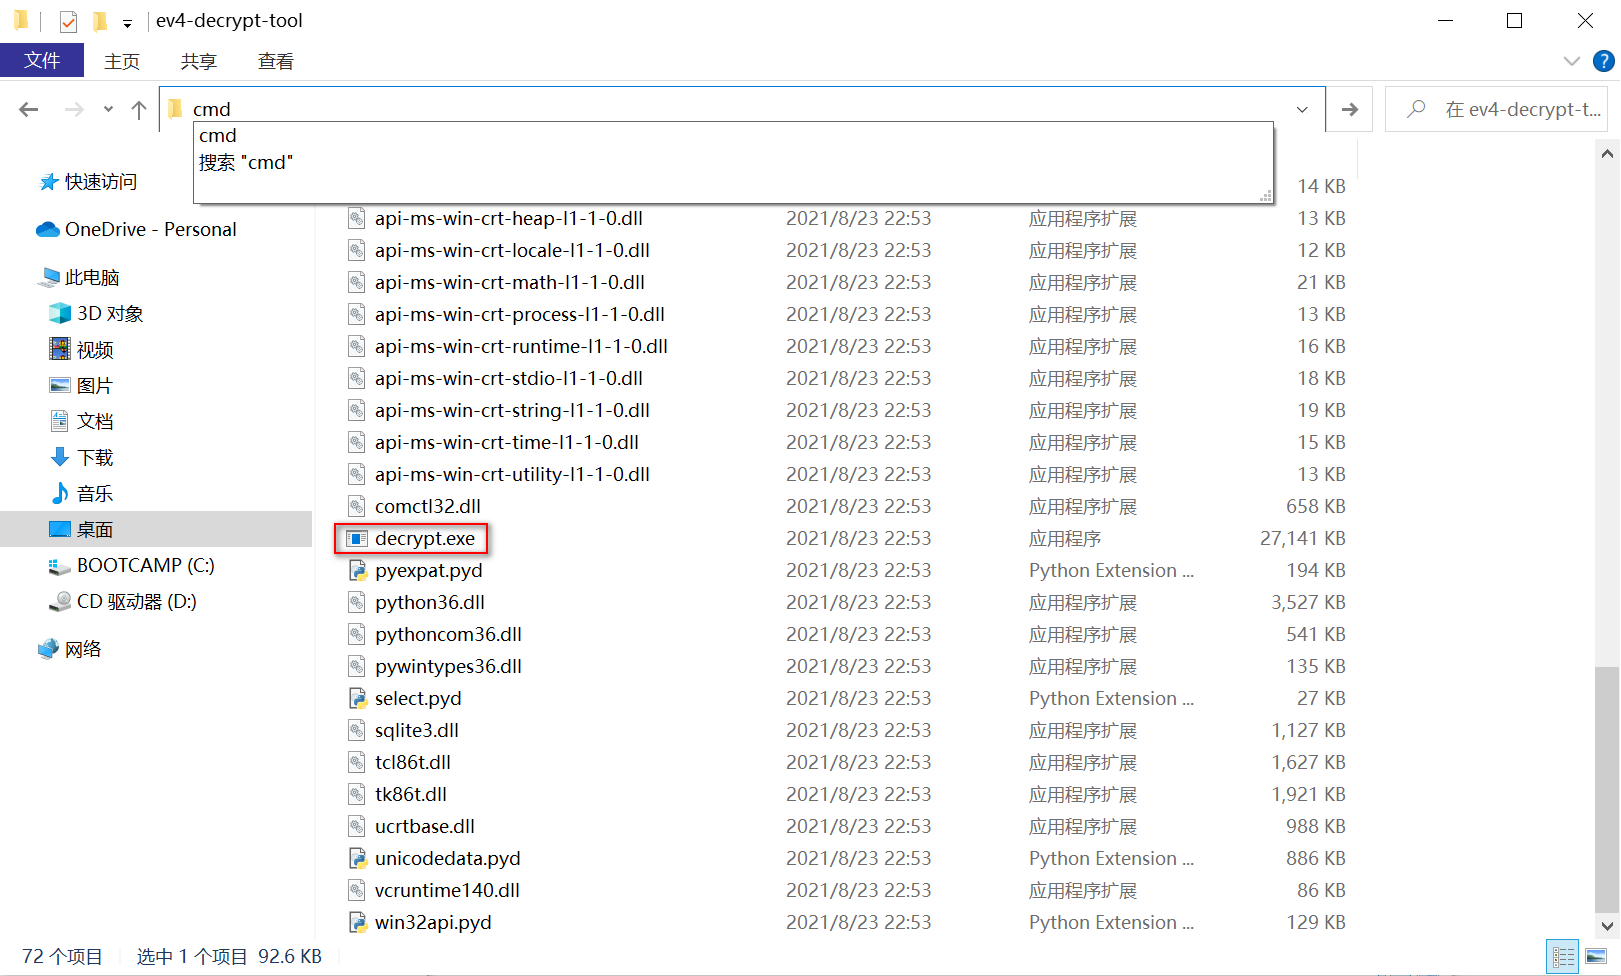 ev4-decrypt-tool
文件 主页 共享 查看
cmd
在 ev4-decrypt-t...
cmd
搜索 "cmd"
快速访问
OneDrive - Personal
此电脑
3D 对象
视频
图片
文档
下载
音乐
桌面
BOOTCAMP (C:)
CD 驱动器 (D:)
网络
14 KB
api-ms-win-crt-heap-l1-1-0.dll 2021/8/23 22:53 应用程序扩展 13 KB
api-ms-win-crt-locale-l1-1-0.dll 2021/8/23 22:53 应用程序扩展 12 KB
api-ms-win-crt-math-l1-1-0.dll 2021/8/23 22:53 应用程序扩展 21 KB
api-ms-win-crt-process-l1-1-0.dll 2021/8/23 22:53 应用程序扩展 13 KB
api-ms-win-crt-runtime-l1-1-0.dll 2021/8/23 22:53 应用程序扩展 16 KB
api-ms-win-crt-stdio-l1-1-0.dll 2021/8/23 22:53 应用程序扩展 18 KB
api-ms-win-crt-string-l1-1-0.dll 2021/8/23 22:53 应用程序扩展 19 KB
api-ms-win-crt-time-l1-1-0.dll 2021/8/23 22:53 应用程序扩展 15 KB
api-ms-win-crt-utility-l1-1-0.dll 2021/8/23 22:53 应用程序扩展 13 KB
comctl32.dll 2021/8/23 22:53 应用程序扩展 658 KB
decrypt.exe 2021/8/23 22:53 应用程序 27,141 KB
pyexpat.pyd 2021/8/23 22:53 Python Extension ... 194 KB
python36.dll 2021/8/23 22:53 应用程序扩展 3,527 KB
pythoncom36.dll 2021/8/23 22:53 应用程序扩展 541 KB
pywintypes36.dll 2021/8/23 22:53 应用程序扩展 135 KB
select.pyd 2021/8/23 22:53 Python Extension ... 27 KB
sqlite3.dll 2021/8/23 22:53 应用程序扩展 1,127 KB
tcl86t.dll 2021/8/23 22:53 应用程序扩展 1,627 KB
tk86t.dll 2021/8/23 22:53 应用程序扩展 1,921 KB
ucrtbase.dll 2021/8/23 22:53 应用程序扩展 988 KB
unicodedata.pyd 2021/8/23 22:53 Python Extension ... 886 KB
vcruntime140.dll 2021/8/23 22:53 应用程序扩展 86 KB
win32api.pyd 2021/8/23 22:53 Python Extension ... 129 KB
72 个项目 选中 1 个项目 92.6 KB